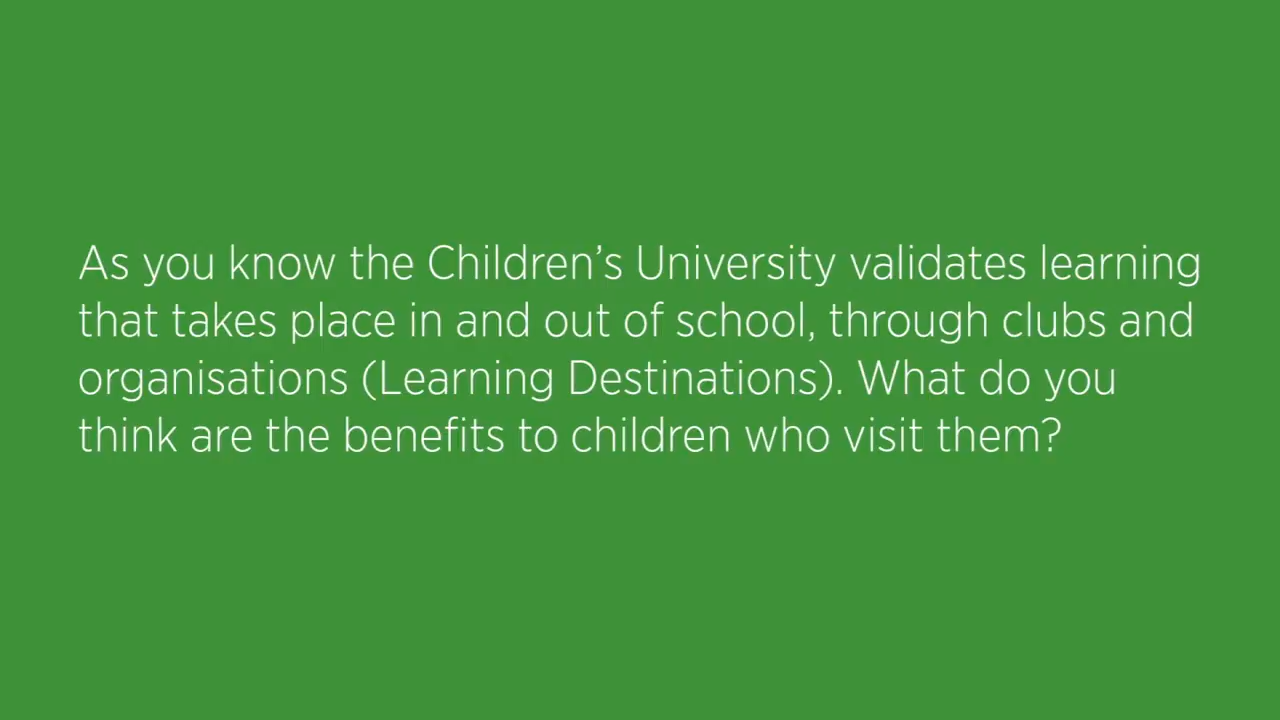 As you know the Children’s University validates learning
that takes place in and out of school, through clubs and
organisations (Learning Destinations). What do you
think are the benefits to children who visit them?